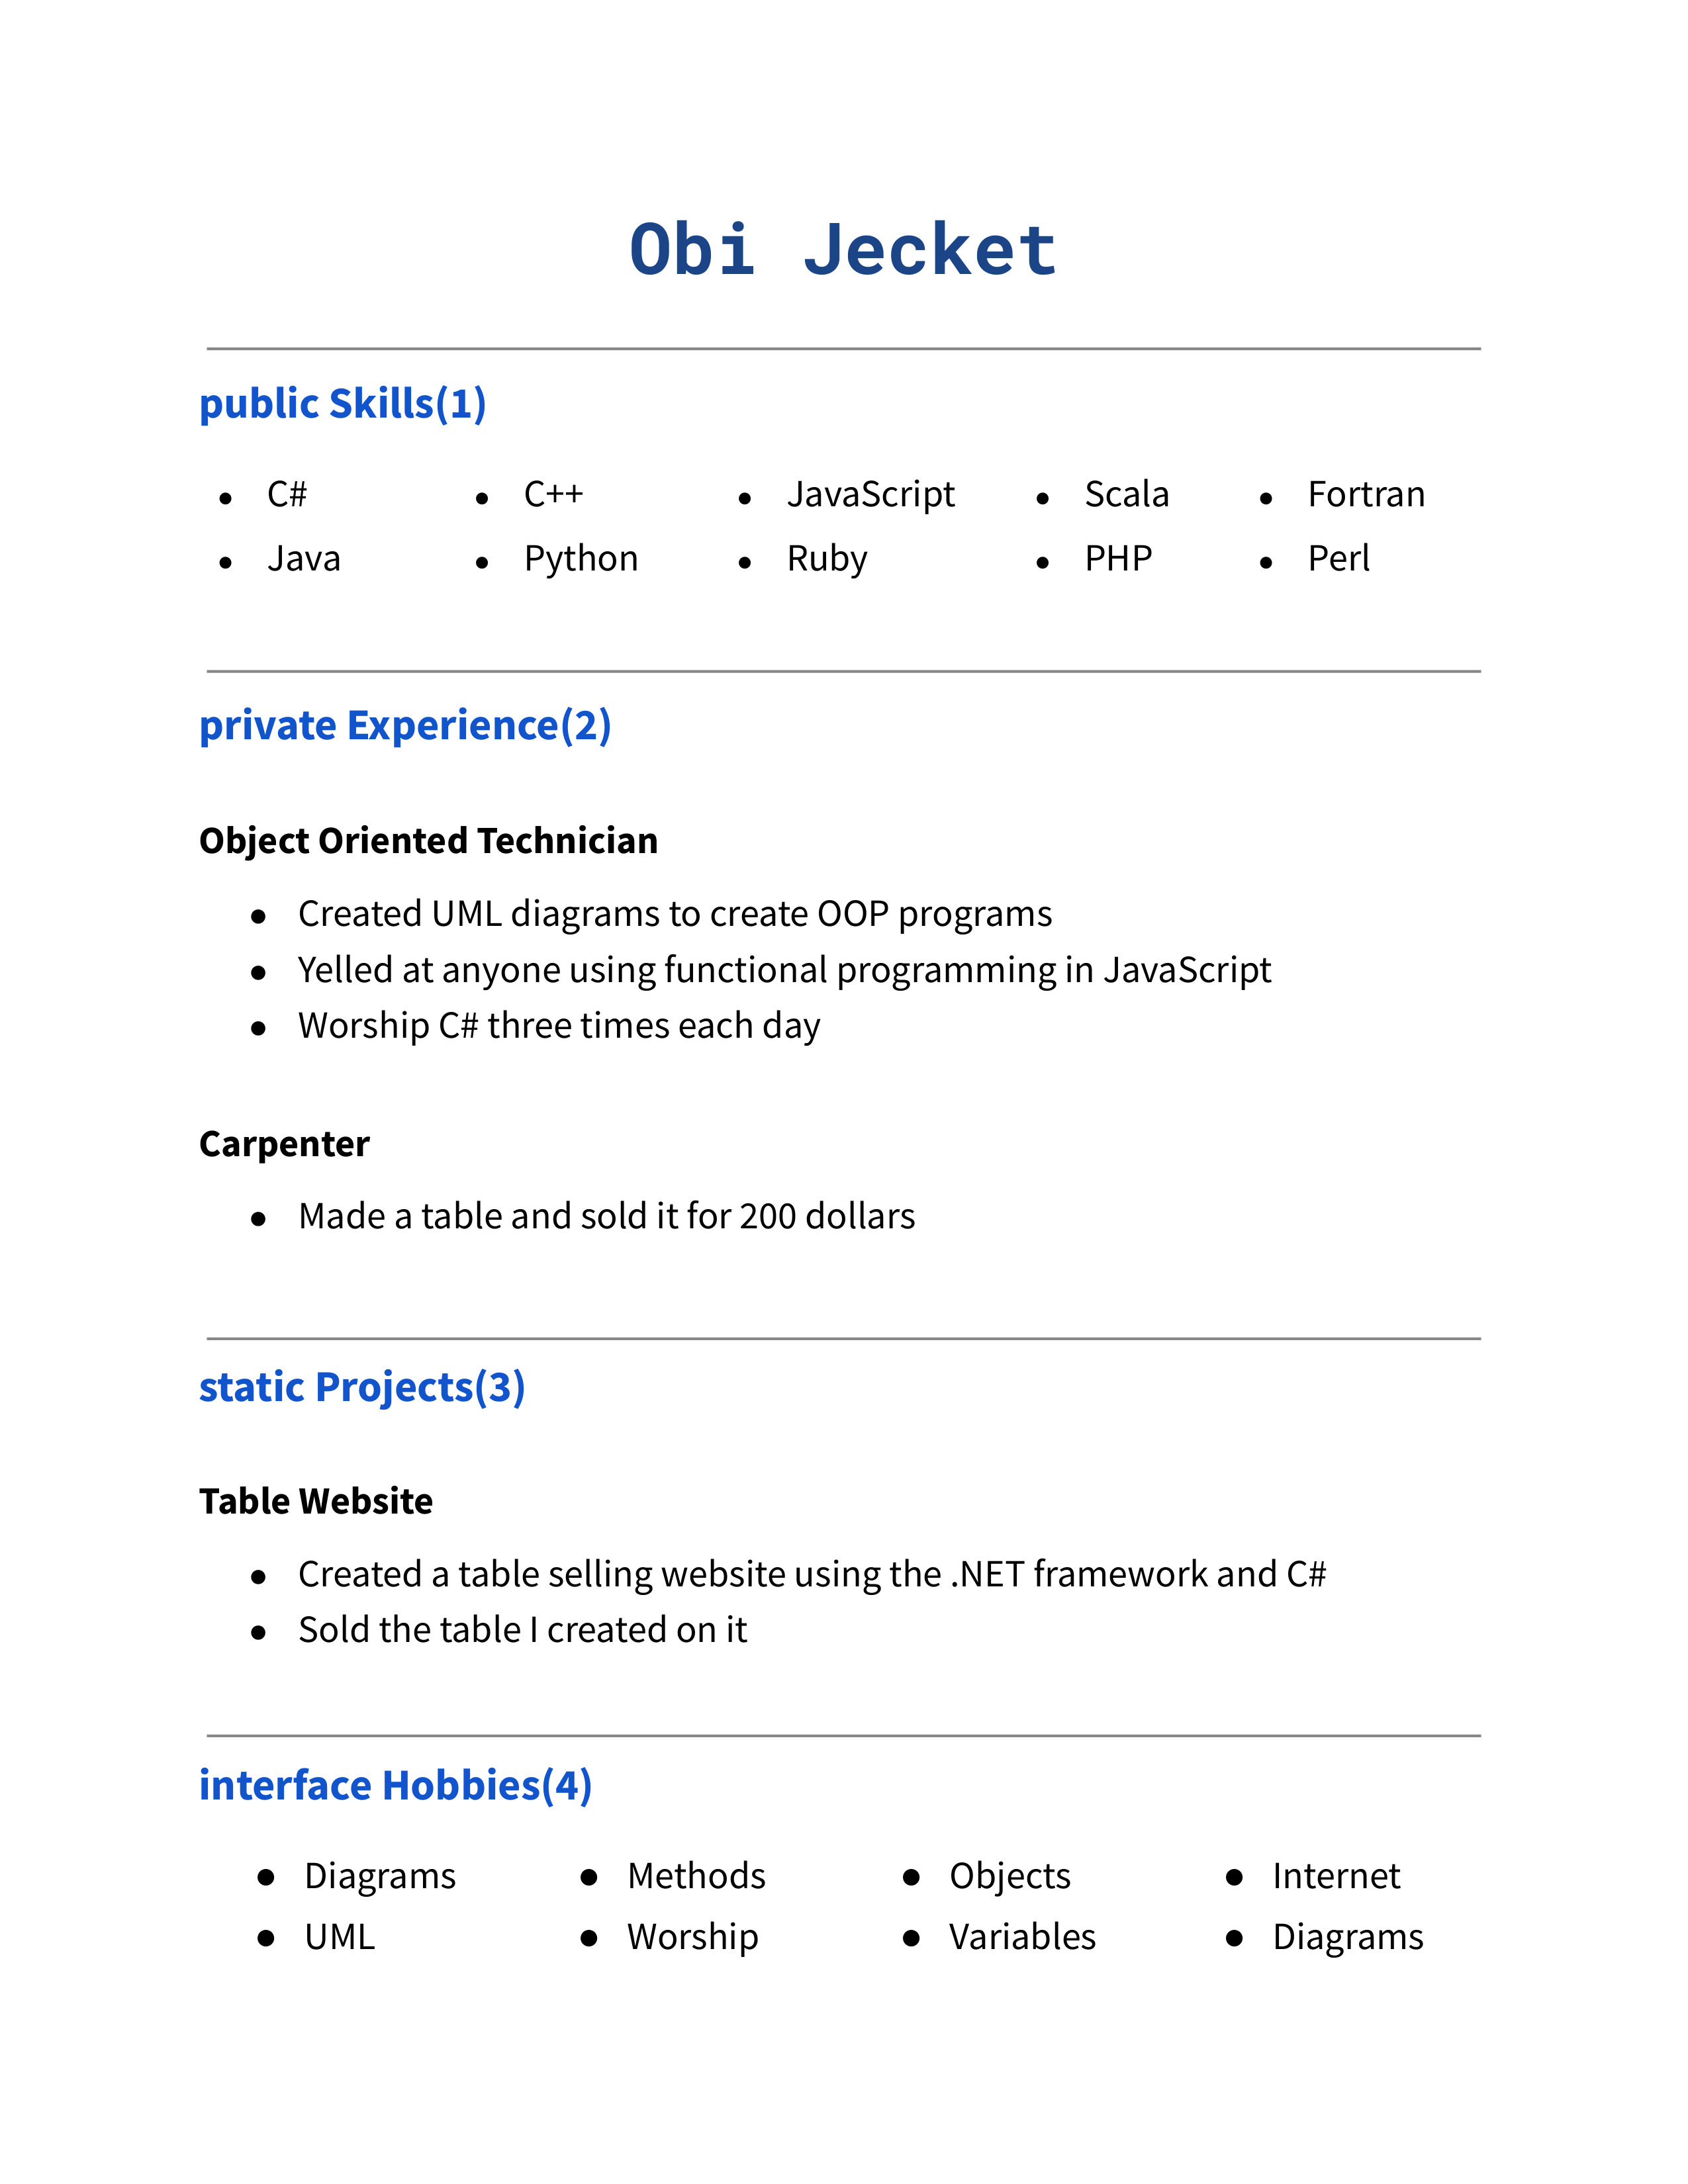 Obi Jecket
public Skills(1)
• C# • C++ • JavaScript • Scala • Fortran
• Java • Python • Ruby • PHP • Perl
private Experience(2)
Object Oriented Technician
• Created UML diagrams to create OOP programs
• Yelled at anyone using functional programming in JavaScript
• Worship C# three times each day
Carpenter
• Made a table and sold it for 200 dollars
static Projects(3)
Table Website
• Created a table selling website using the .NET framework and C#
• Sold the table I created on it
interface Hobbies(4)
• Diagrams • Methods • Objects • Internet
• UML • Worship • Variables • Diagrams